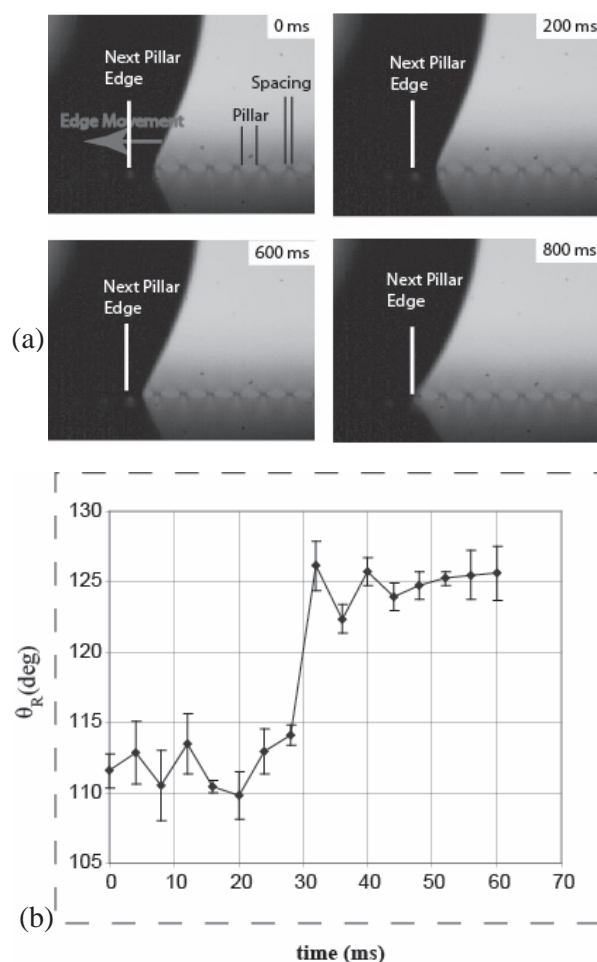 0 ms
Next Pillar
Edge
Spacing
Pillar
Edge Movement
200 ms
Next Pillar
Edge
(a)
600 ms
Next Pillar
Edge
800 ms
Next Pillar
Edge
130
125
120
114
110
105
θR(deg)
0 10 20 30 40 50 60 70
(b)
time (ms)